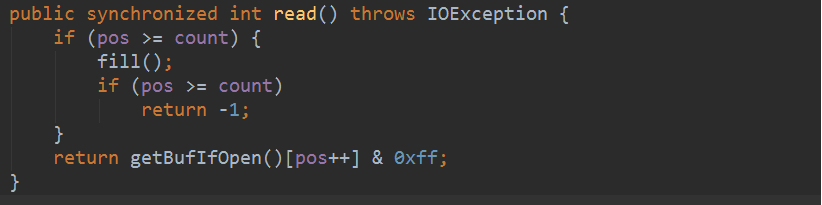 public synchronized int read() throws IOException {
    if (pos >= count) {
        fill();
        if (pos >= count)
            return -1;
    }
    return getBufIfOpen()[pos++] & 0xff;
}